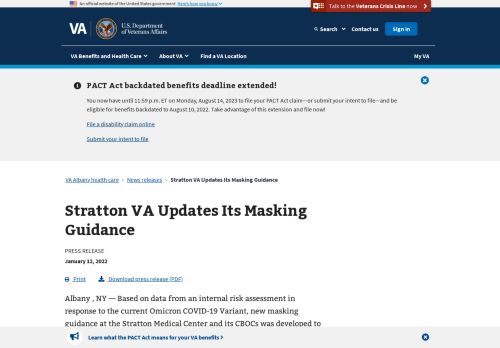 An official website of the United States government Here's how you know
Talk to the Veterans Crisis Line now
VA U.S. Department of Veterans Affairs
Search Contact us Sign in
VA Benefits and Health Care About VA Find a VA Location My VA
PACT Act backdated benefits deadline extended!
You now have until 11:59 p.m. ET on Monday, August 14, 2023 to file your PACT Act claim—or submit your intent to file—and be
eligible for benefits backdated to August 10, 2022. Take advantage of this extension and file now!
File a disability claim online
Submit your intent to file
VA Albany health care › News releases › Stratton VA Updates Its Masking Guidance
Stratton VA Updates Its Masking
Guidance
PRESS RELEASE
January 12, 2022
Print Download press release (PDF)
Albany , NY — Based on data from an internal risk assessment in
response to the current Omicron COVID-19 Variant, new masking
guidance at the Stratton Medical Center and its CBOCs was developed to
Learn what the PACT Act means for your VA benefits